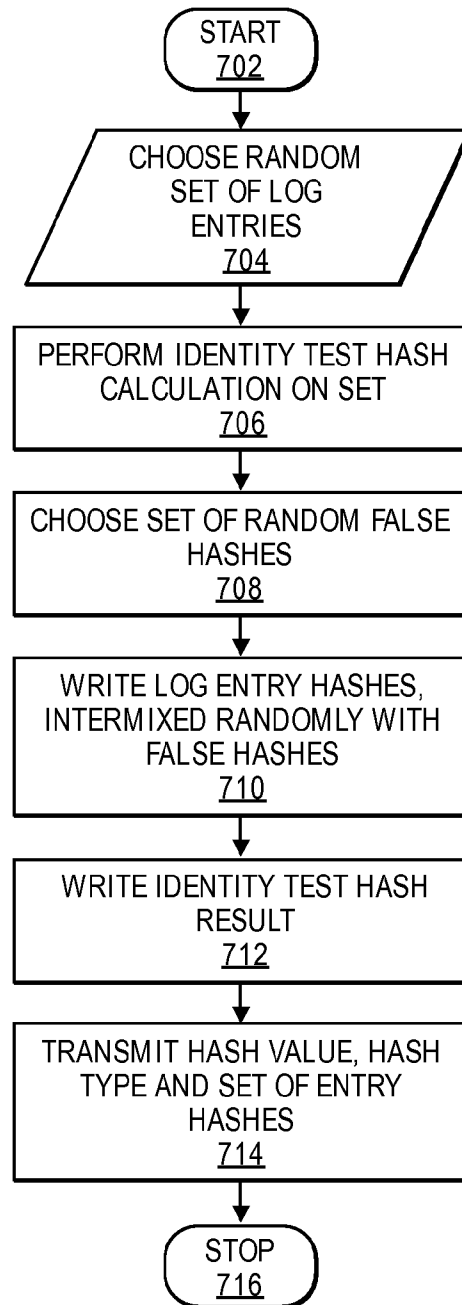 START
702
CHOOSE RANDOM
SET OF LOG
ENTRIES
704
PERFORM IDENTITY TEST HASH
CALCULATION ON SET
706
CHOOSE SET OF RANDOM FALSE
HASHES
708
WRITE LOG ENTRY HASHES,
INTERMIXED RANDOMLY WITH
FALSE HASHES
710
WRITE IDENTITY TEST HASH
RESULT
712
TRANSMIT HASH VALUE, HASH
TYPE AND SET OF ENTRY
HASHES
714
STOP
716